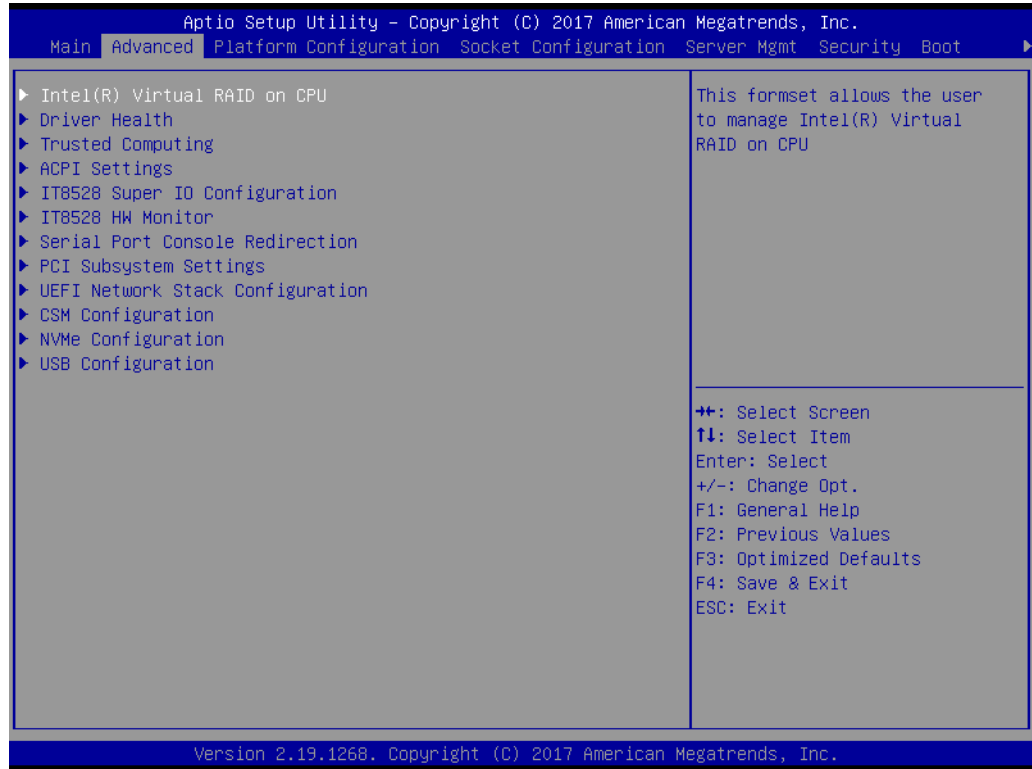 Aptio Setup Utility – Copyright (C) 2017 American Megatrends, Inc.
Main Advanced Platform Configuration Socket Configuration Server Mgmt Security Boot
Intel(R) Virtual RAID on CPU
Driver Health
Trusted Computing
ACPI Settings
IT8528 Super IO Configuration
IT8528 HW Monitor
Serial Port Console Redirection
PCI Subsystem Settings
UEFI Network Stack Configuration
CSM Configuration
NVMe Configuration
USB Configuration
This formset allows the user
to manage Intel(R) Virtual
RAID on CPU
→←: Select Screen
↑↓: Select Item
Enter: Select
+/-: Change Opt.
F1: General Help
F2: Previous Values
F3: Optimized Defaults
F4: Save & Exit
ESC: Exit
Version 2.19.1268. Copyright (C) 2017 American Megatrends, Inc.